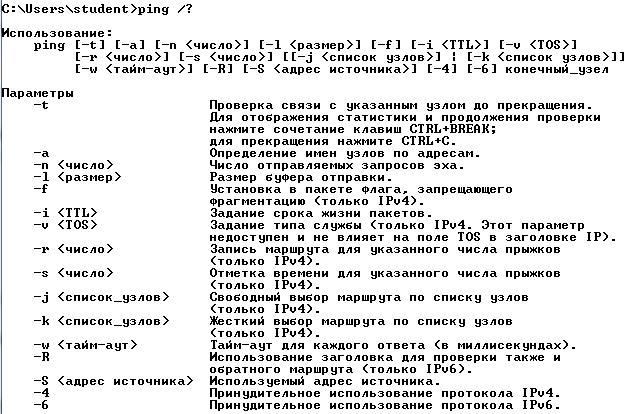 C:\Users\student>ping /?
Использование:
ping [-t] [-a] [-n <число>] [-l <размер>] [-f] [-i <TTL>] [-v <TOS>]
[-r <число>] [-s <число>] [[-j <список узлов>] ¦ [-k <список узлов>]]
[-w <тайм-аут>] [-R] [-S <адрес источника>] [-4] [-6] конечный_узел
Параметры
-t Проверка связи с указанным узлом до прекращения.
Для отображения статистики и продолжения проверки
нажмите сочетание клавиш CTRL+BREAK;
для прекращения нажмите CTRL+C.
-a Определение имен узлов по адресам.
-n <число> Число отправляемых запросов эха.
-l <размер> Размер буфера отправки.
-f Установка в пакете флага, запрещающего
фрагментацию (только IPv4).
-i <TTL> Задание срока жизни пакетов.
-v <TOS> Задание типа службы (только IPv4. Этот параметр
недоступен и не влияет на поле TOS в заголовке IP).
-r <число> Запись маршрута для указанного числа прыжков
(только IPv4).
-s <число> Отметка времени для указанного числа прыжков
(только IPv4).
-j <список_узлов> Свободный выбор маршрута по списку узлов
(только IPv4).
-k <список_узлов> Жесткий выбор маршрута по списку узлов
(только IPv4).
-w <тайм-аут> Тайм-аут для каждого ответа (в миллисекундах).
-R Использование заголовка для проверки также и
обратного маршрута (только IPv6).
-S <адрес источника> Используемый адрес источника.
-4 Принудительное использование протокола IPv4.
-6 Принудительное использование протокола IPv6.